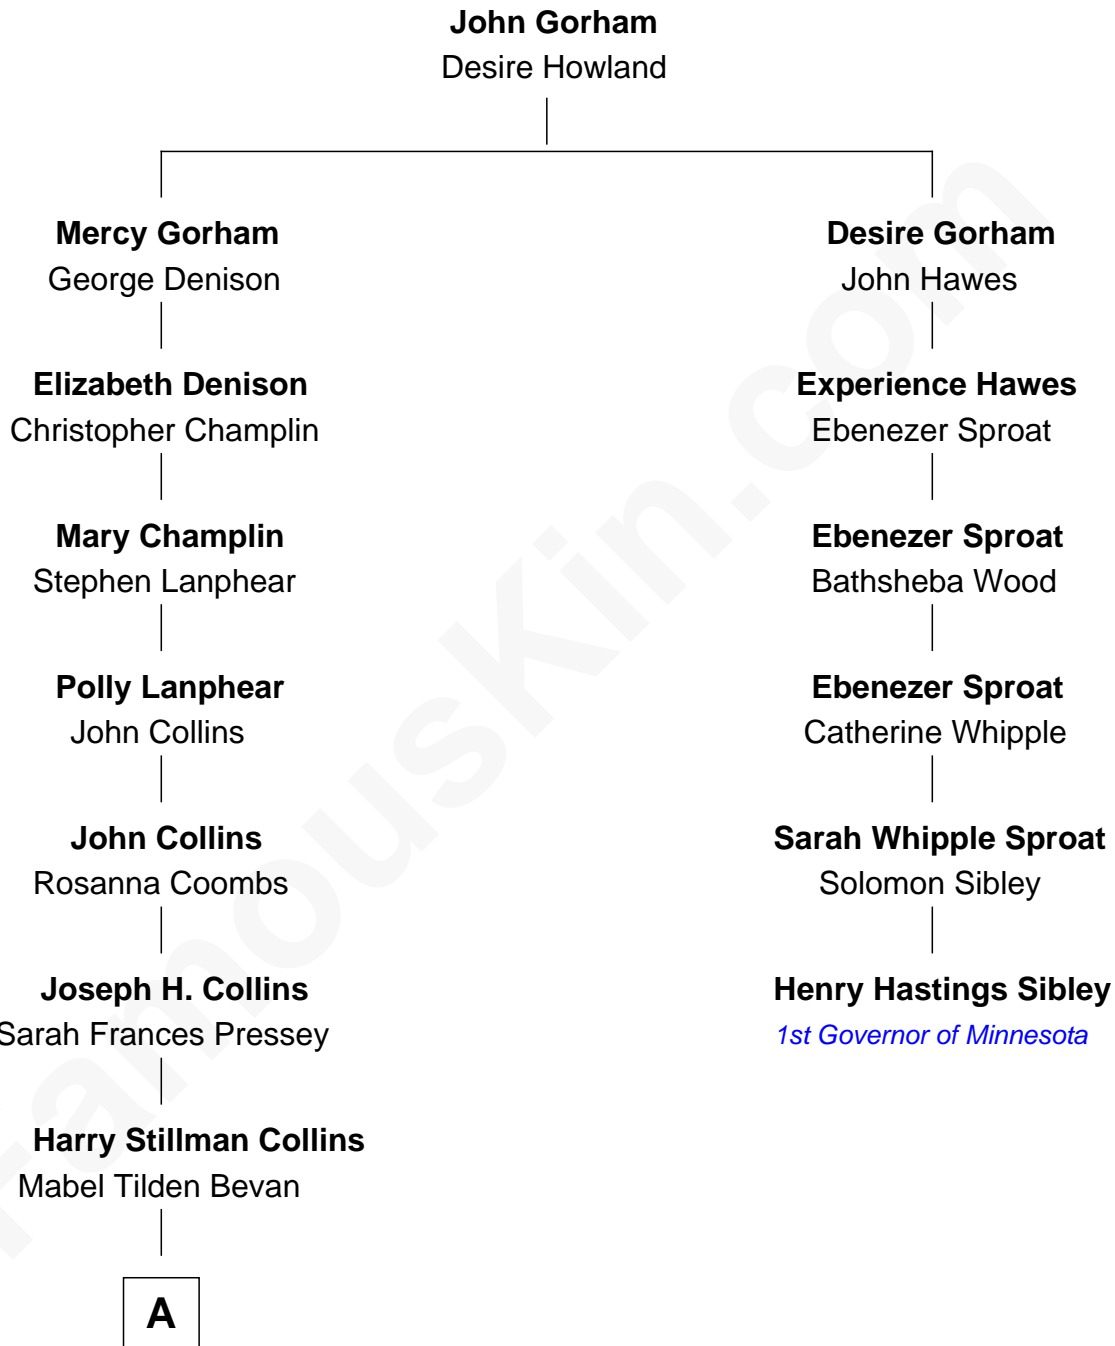 John Gorham
Desire Howland
Mercy Gorham
George Denison
Desire Gorham
John Hawes
Elizabeth Denison
Christopher Champlin
Experience Hawes
Ebenezer Sproat
Mary Champlin
Stephen Lanphear
Ebenezer Sproat
Bathsheba Wood
Polly Lanphear
John Collins
Ebenezer Sproat
Catherine Whipple
John Collins
Rosanna Coombs
Sarah Whipple Sproat
Solomon Sibley
Joseph H. Collins
Sarah Frances Pressey
Henry Hastings Sibley
1st Governor of Minnesota
Harry Stillman Collins
Mabel Tilden Bevan
A
FamousKin.com